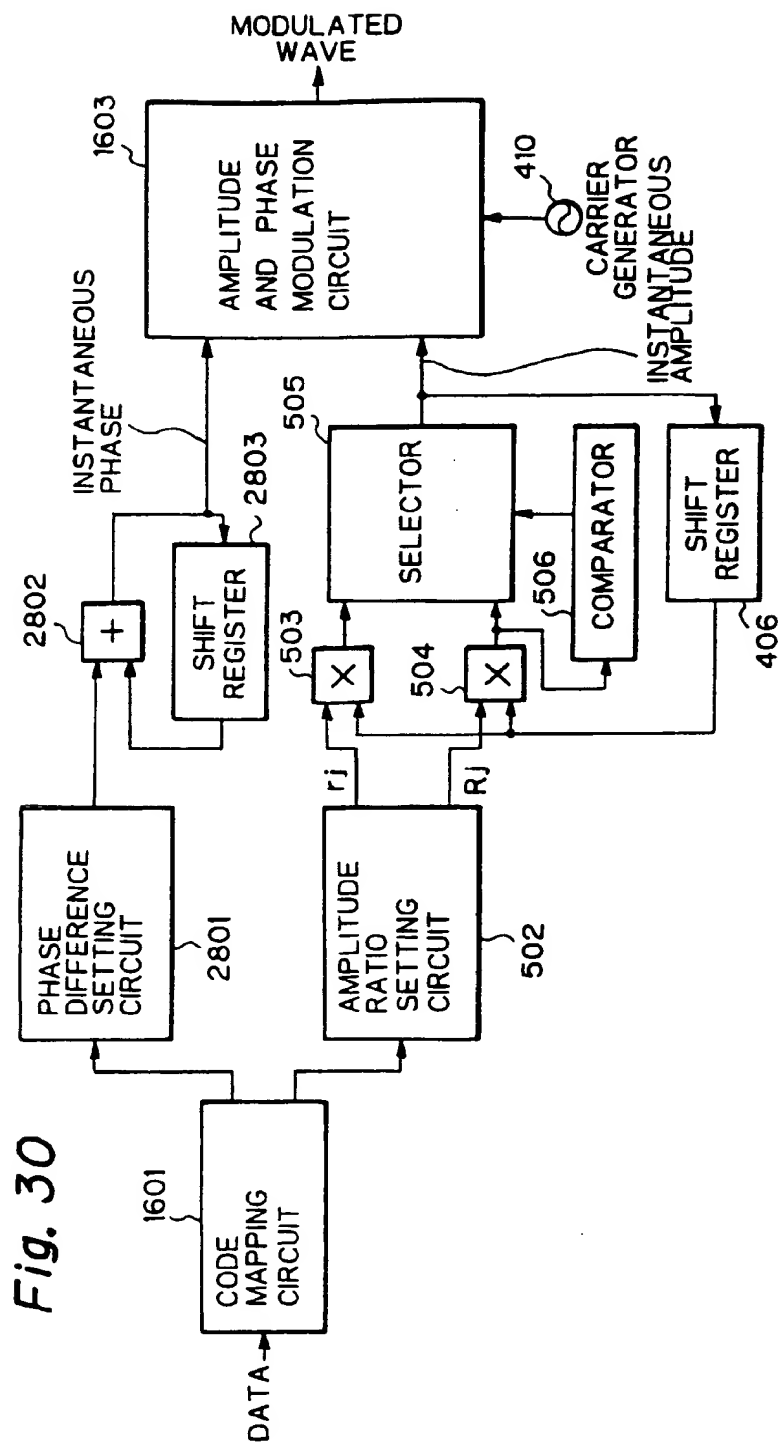 Fig. 30
DATA
1601
CODE
MAPPING
CIRCUIT
PHASE
DIFFERENCE
SETTING
CIRCUIT
2801
AMPLITUDE
RATIO
SETTING
CIRCUIT
502
rj
Rj
2802
+
SHIFT
REGISTER
2803
INSTANTANEOUS
PHASE
503
X
504
X
505
SELECTOR
506
COMPARATOR
SHIFT
REGISTER
406
INSTANTANEOUS
AMPLITUDE
CARRIER
GENERATOR
410
1603
AMPLITUDE
AND PHASE
MODULATION
CIRCUIT
MODULATED
WAVE